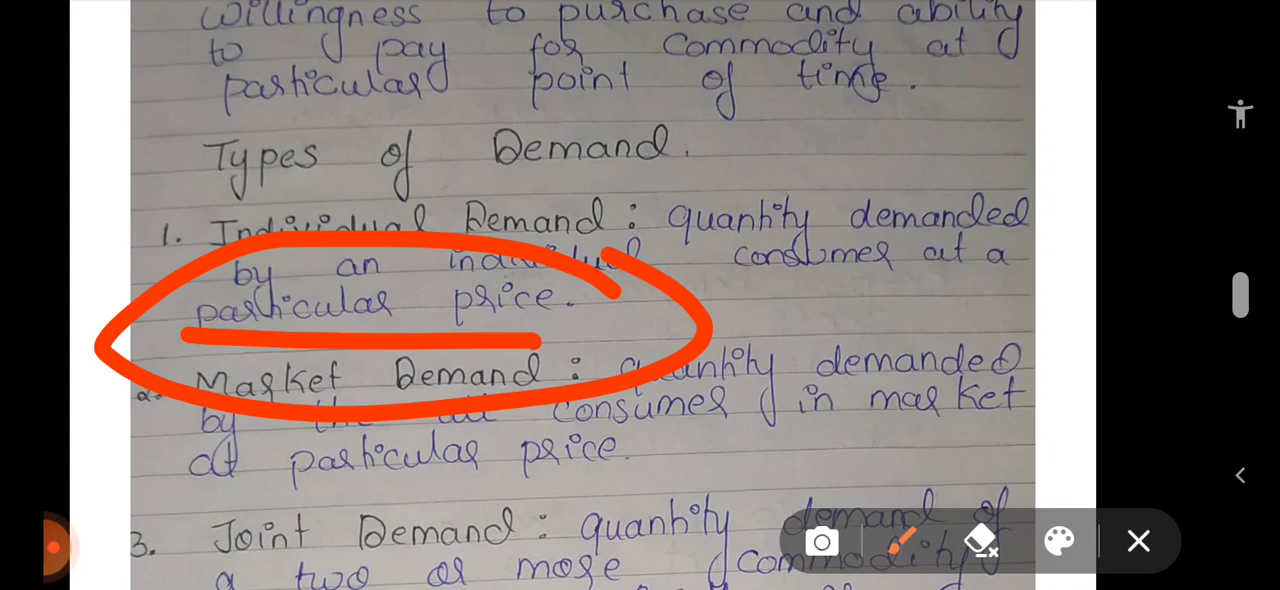 willingness to purchase and ability
to pay for commodity at
particular point of time.
Types of Demand.
1. Individual Demand : quantity demanded
by an individual consumer at a
particular price.
2. Market Demand : quantity demanded
by the all consumer in market
at particular price.
3. Joint Demand : quantity demand of
a two or more commodity